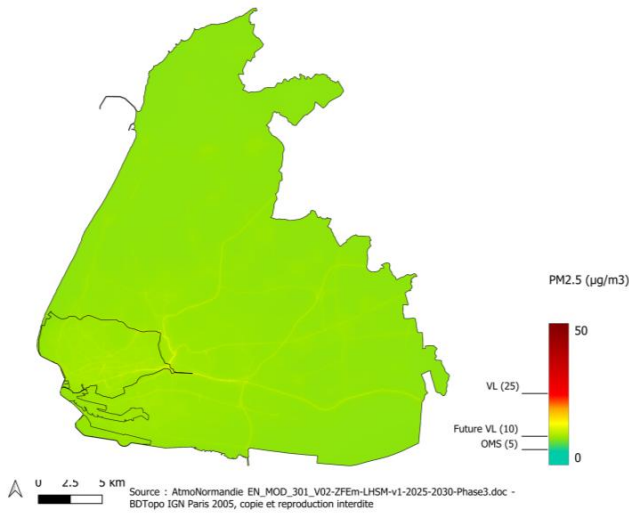 PM2.5 (µg/m3)
50
VL (25)
Future VL (10)
OMS (5)
0
0 2.5 5 km
Source : AtmoNormandie EN_MOD_301_V02-ZFEm-LHSM-v1-2025-2030-Phase3.doc -
BDTopo IGN Paris 2005, copie et reproduction interdite